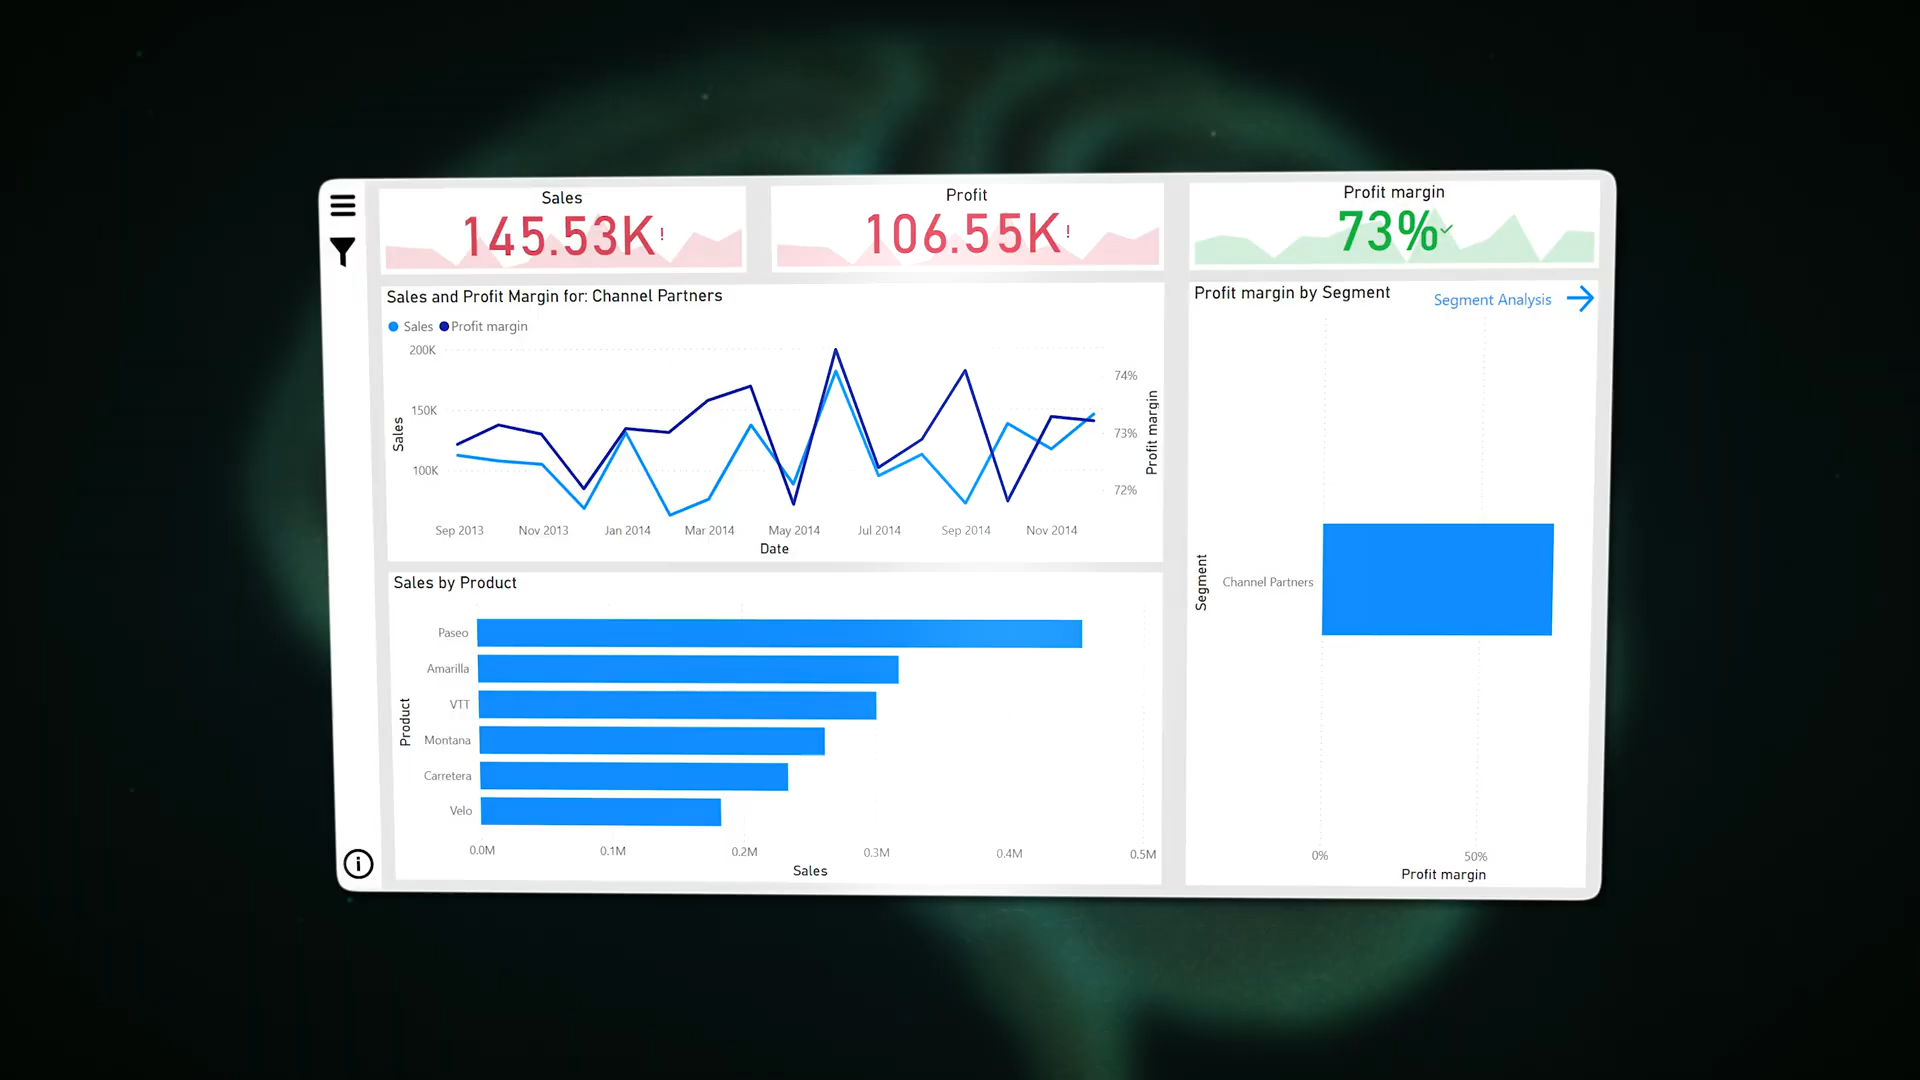 Sales
145.53K!
Profit
106.55K!
Profit margin
73%
Sales and Profit Margin for: Channel Partners
Sales Profit margin
200K
150K
100K
Sales
74%
73%
72%
Profit margin
Sep 2013 Nov 2013 Jan 2014 Mar 2014 May 2014 Jul 2014 Sep 2014 Nov 2014
Date
Profit margin by Segment
Segment Analysis
Segment
Channel Partners
0% 50%
Profit margin
Sales by Product
Product
Paseo
Amarilla
VTT
Montana
Carretera
Velo
0.0M 0.1M 0.2M 0.3M 0.4M 0.5M
Sales
i